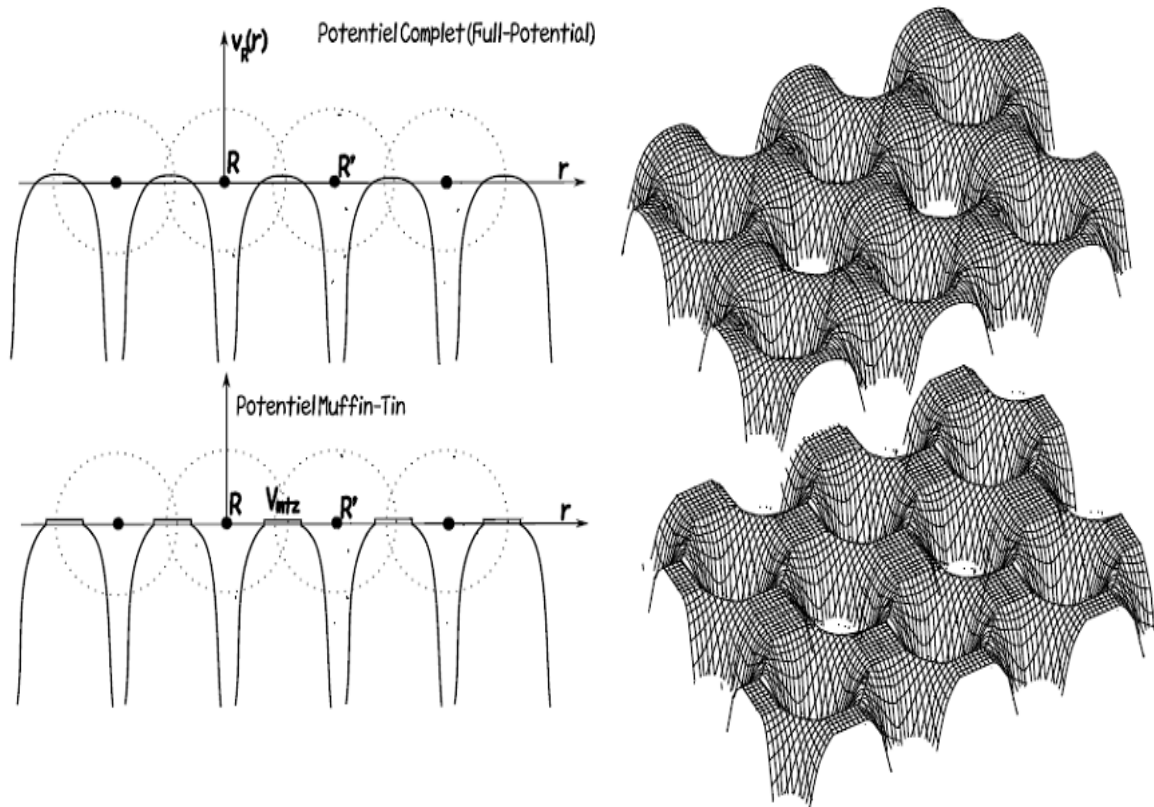 Potentiel Complet (Full-Potential)
v_R(r)
R
R'
r
Potentiel Muffin-Tin
R
V_mtz
R'
r